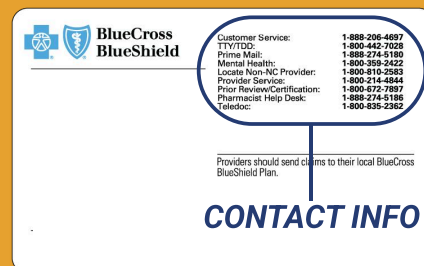 BlueCross
BlueShield
Customer Service: 1-888-206-4697
TTY/TDD: 1-800-442-7028
Prime Mail: 1-888-274-5180
Mental Health: 1-800-359-2422
Locate Non-NC Provider: 1-800-810-2583
Provider Service: 1-800-214-4844
Prior Review/Certification: 1-800-672-7897
Pharmacist Help Desk: 1-888-274-5186
Teledoc: 1-800-835-2362
Providers should send claims to their local BlueCross
BlueShield Plan.
CONTACT INFO